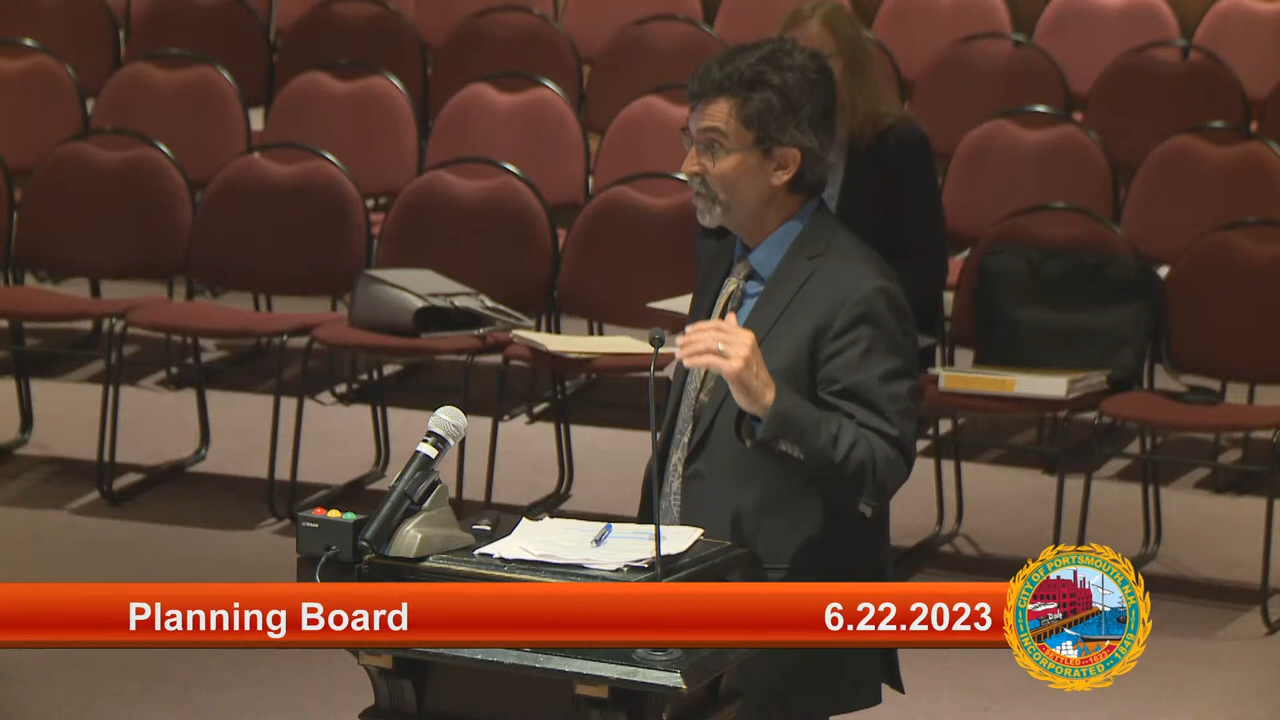 Planning Board
6.22.2023
CITY OF PORTSMOUTH, N.H.
SETTLED 1623
INCORPORATED 1849